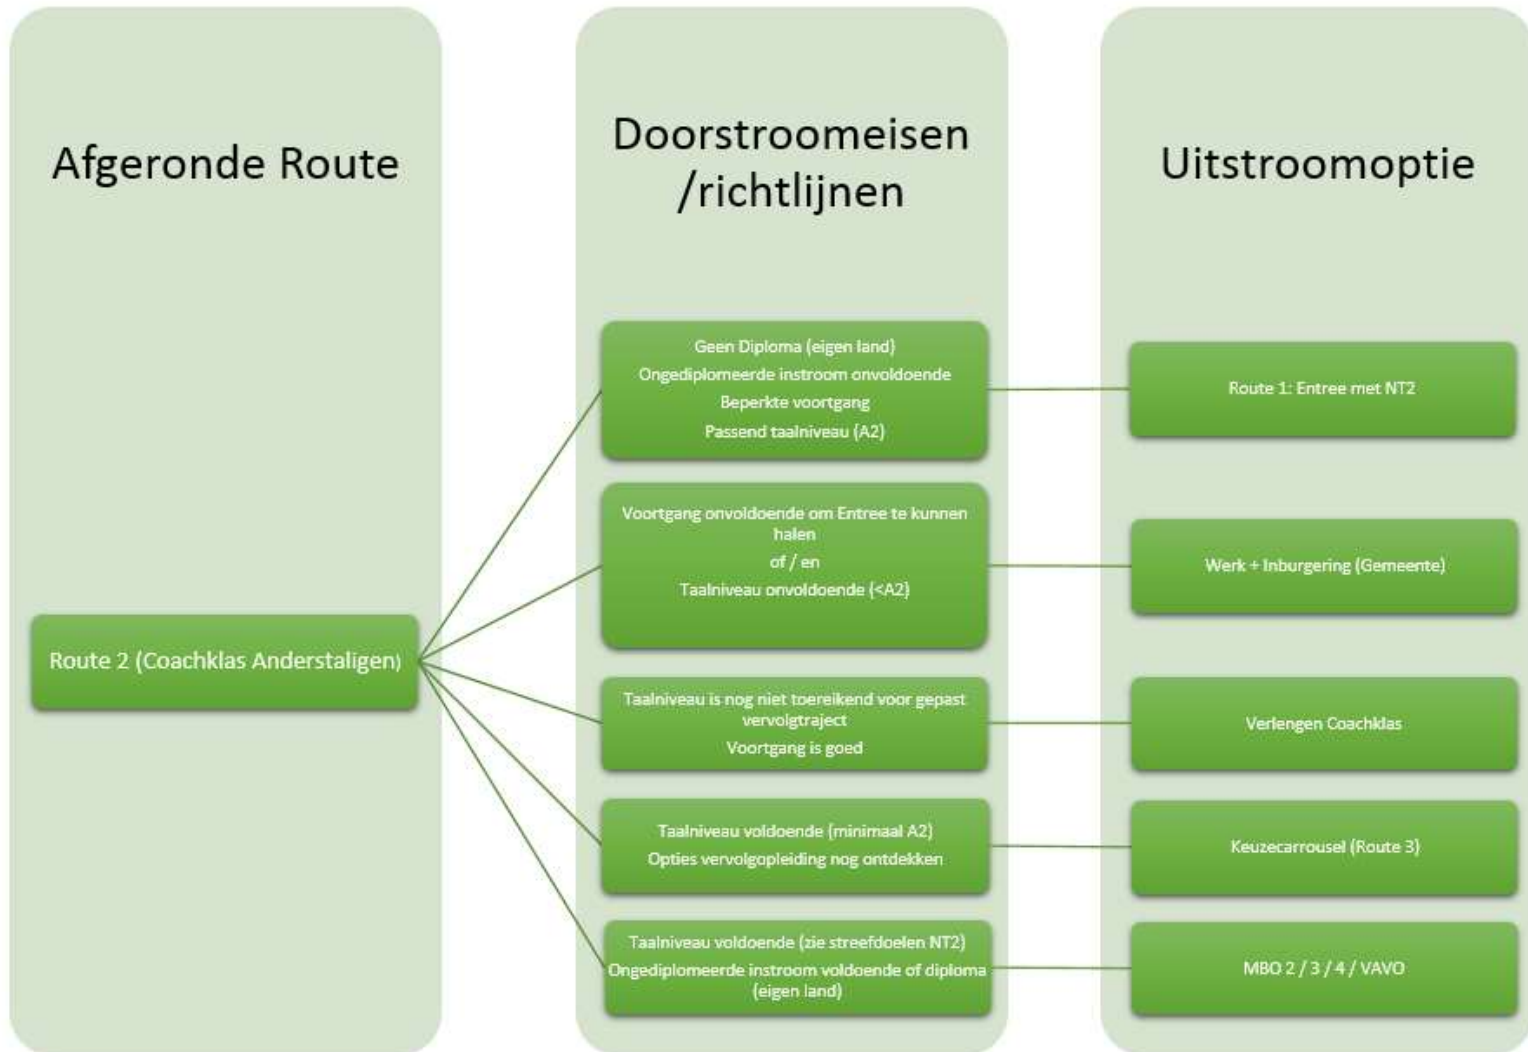 Afgeronde Route
Doorstroomeisen
/richtlijnen
Uitstroomoptie
Route 2 (Coachklas Anderstaligen)
Geen Diploma (eigen land)
Ongediplomeerde instroom onvoldoende
Beperkte voortgang
Passend taalniveau (A2)
Route 1: Entree met NT2
Voortgang onvoldoende om Entree te kunnen
halen
of / en
Taalniveau onvoldoende (<A2)
Werk + Inburgering (Gemeente)
Taalniveau is nog niet toereikend voor gepast
vervolgtraject
Voortgang is goed
Verlengen Coachklas
Taalniveau voldoende (minimaal A2)
Opties vervolgopleiding nog ontdekken
Keuzecarrousel (Route 3)
Taalniveau voldoende (zie streefdoelen NT2)
Ongediplomeerde instroom voldoende of diploma
(eigen land)
MBO 2 / 3 / 4 / VAVO